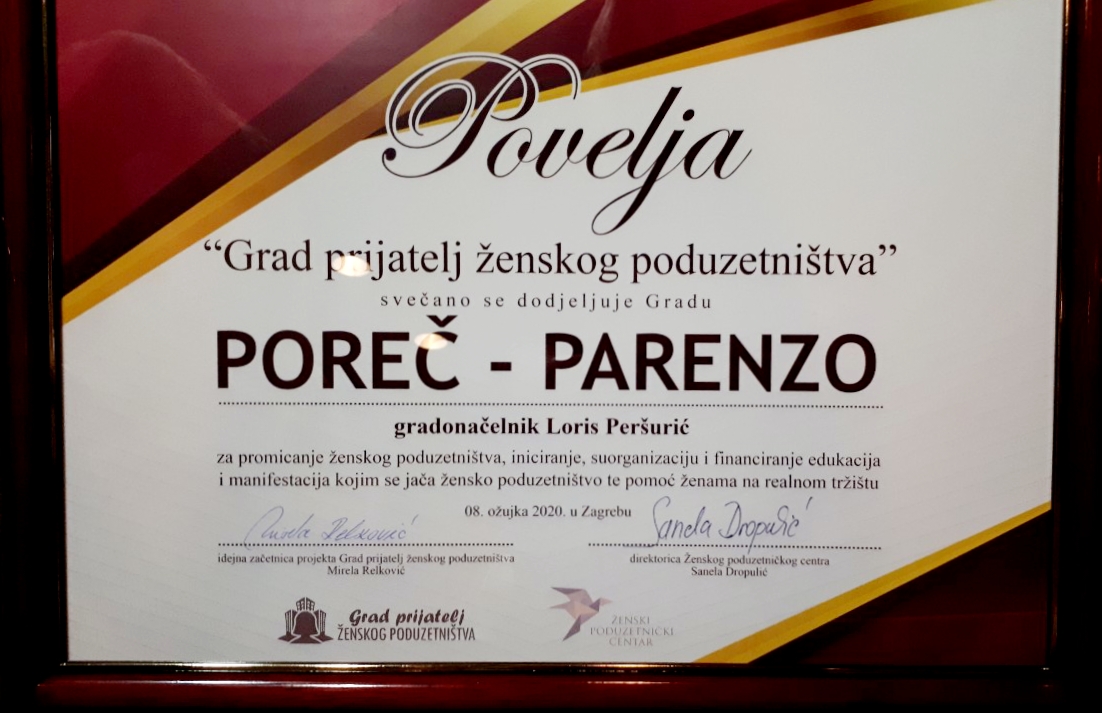 Povelja
“Grad prijatelj ženskog poduzetništva”
svečano se dodjeljuje Gradu
POREČ - PARENZO
gradonačelnik Loris Peršurić
za promicanje ženskog poduzetništva, iniciranje, suorganizaciju i financiranje edukacija
i manifestacija kojim se jača žensko poduzetništvo te pomoć ženama na realnom tržištu
08. ožujka 2020. u Zagrebu
Mirela Relković
Sanela Dropulić
idejna začetnica projekta Grad prijatelj ženskog poduzetništva
Mirela Relković
direktorica Ženskog poduzetničkog centra
Sanela Dropulić
Grad prijatelj
ŽENSKOG PODUZETNIŠTVA
ŽENSKI
PODUZETNIČKI
CENTAR